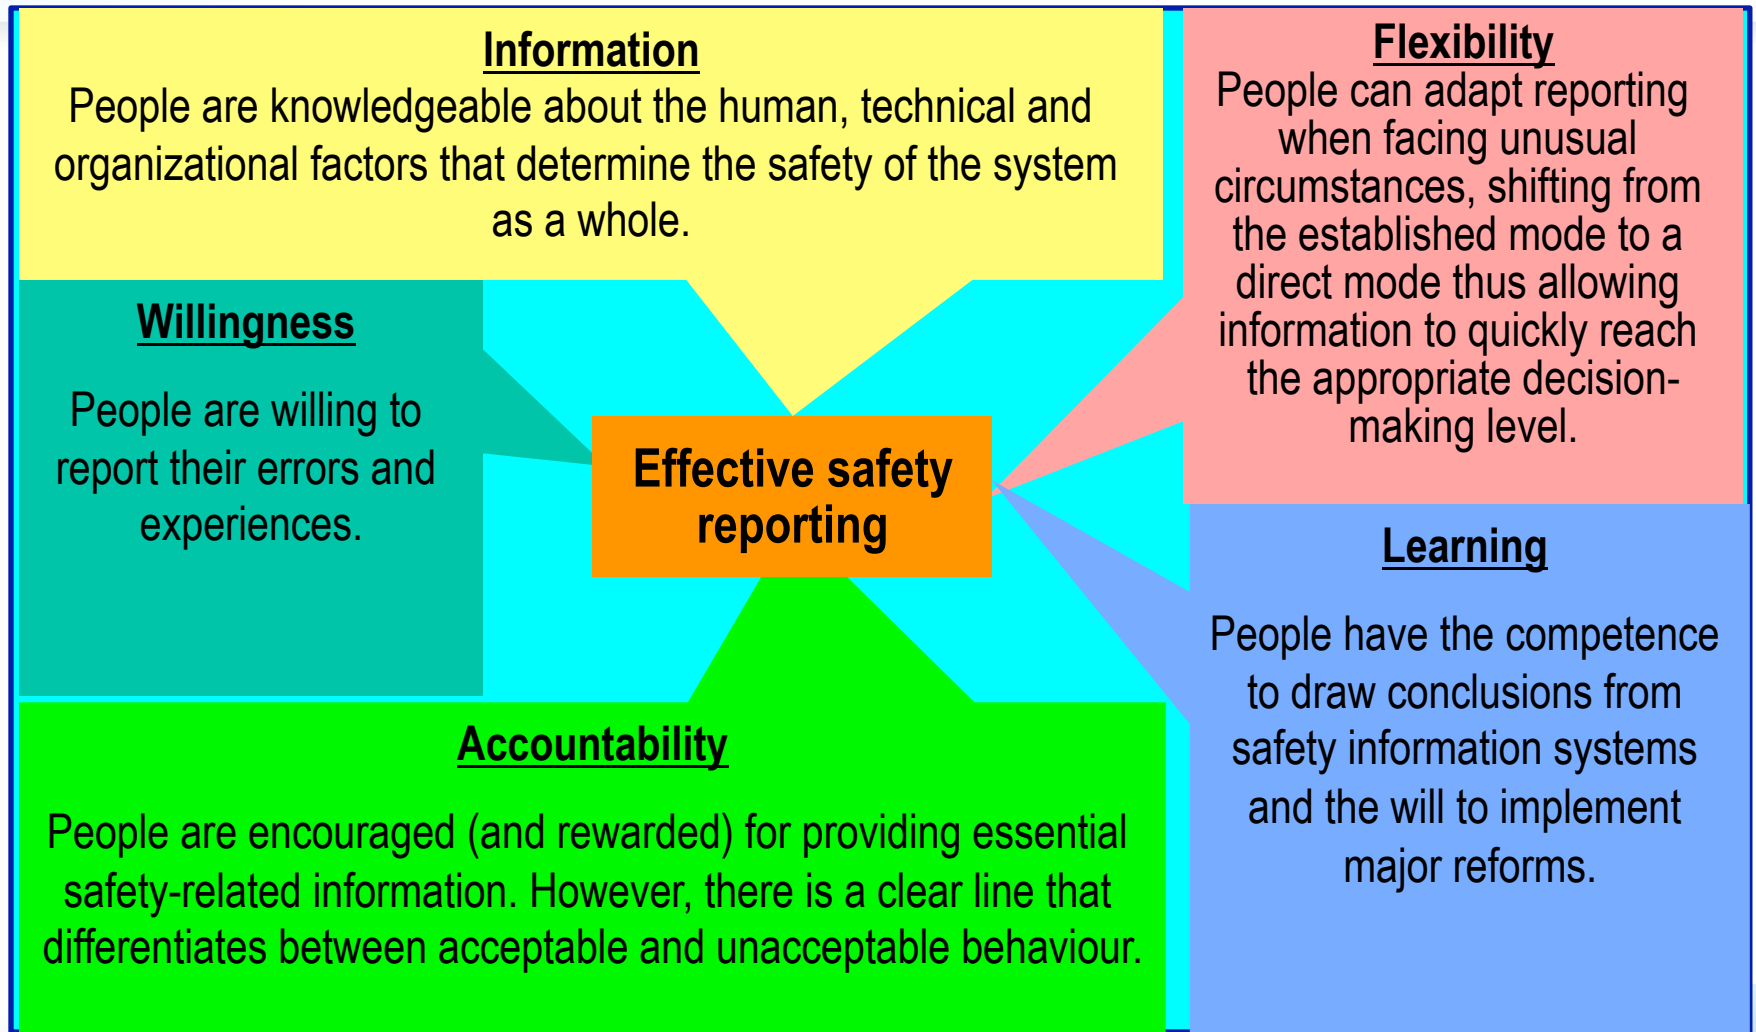 Information
People are knowledgeable about the human, technical and
organizational factors that determine the safety of the system
as a whole.
Flexibility
People can adapt reporting
when facing unusual
circumstances, shifting from
the established mode to a
direct mode thus allowing
information to quickly reach
the appropriate decision-
making level.
Willingness
People are willing to
report their errors and
experiences.
Effective safety
reporting
Learning
People have the competence
to draw conclusions from
safety information systems
and the will to implement
major reforms.
Accountability
People are encouraged (and rewarded) for providing essential
safety-related information. However, there is a clear line that
differentiates between acceptable and unacceptable behaviour.